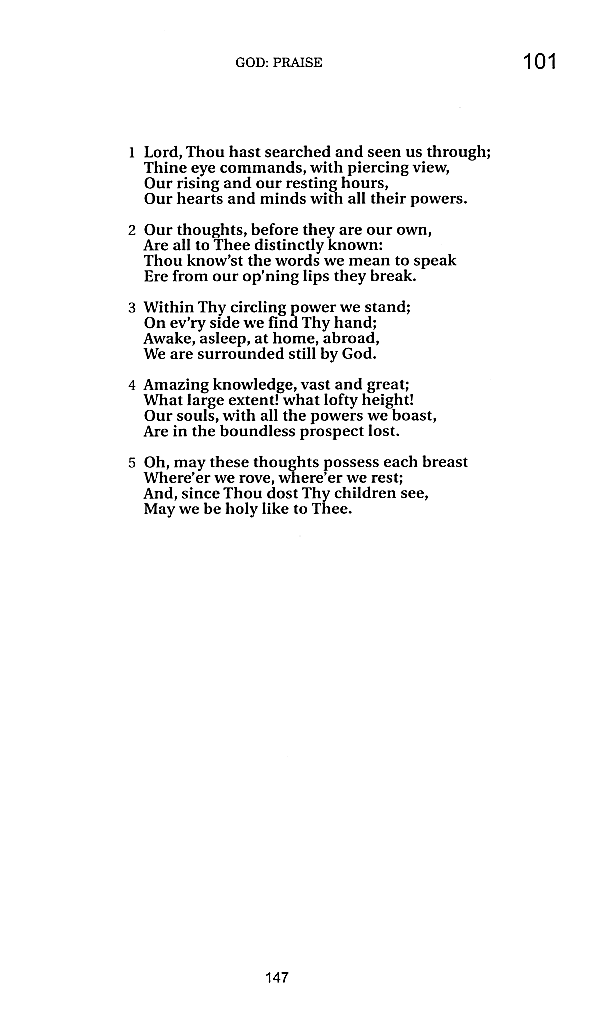 GOD: PRAISE
101
1 Lord, Thou hast searched and seen us through;
Thine eye commands, with piercing view,
Our rising and our resting hours,
Our hearts and minds with all their powers.
2 Our thoughts, before they are our own,
Are all to Thee distinctly known:
Thou know'st the words we mean to speak
Ere from our op'ning lips they break.
3 Within Thy circling power we stand;
On ev'ry side we find Thy hand;
Awake, asleep, at home, abroad,
We are surrounded still by God.
4 Amazing knowledge, vast and great;
What large extent! what lofty height!
Our souls, with all the powers we boast,
Are in the boundless prospect lost.
5 Oh, may these thoughts possess each breast
Where'er we rove, where'er we rest;
And, since Thou dost Thy children see,
May we be holy like to Thee.
147